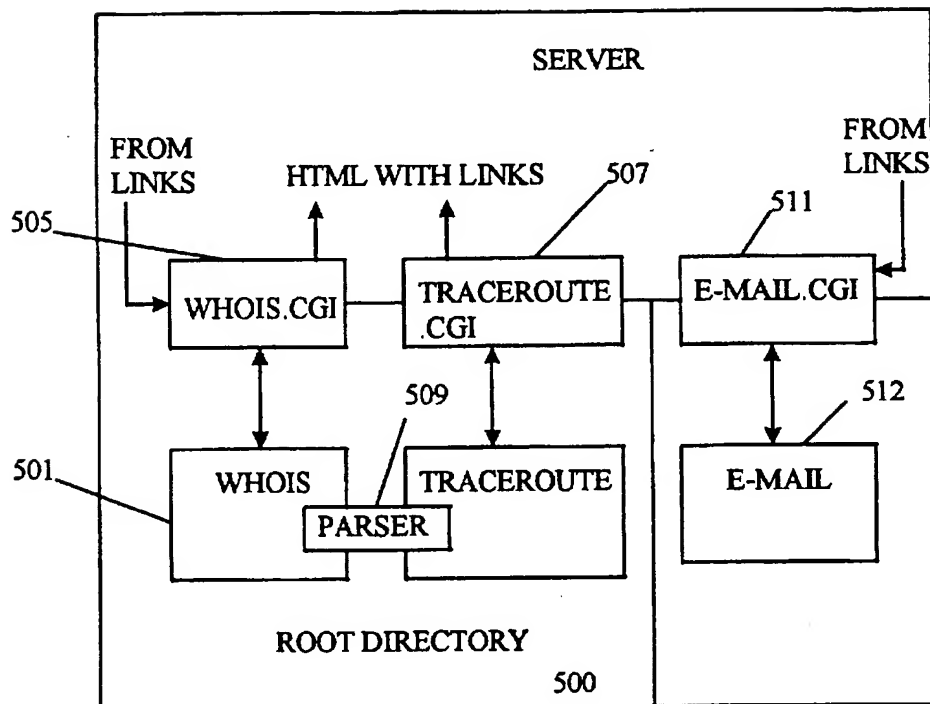 SERVER
FROM
LINKS
HTML WITH LINKS
507
FROM
LINKS
505
511
WHOIS.CGI
TRACEROUTE
.CGI
E-MAIL.CGI
509
512
501
WHOIS
TRACEROUTE
E-MAIL
PARSER
ROOT DIRECTORY
500